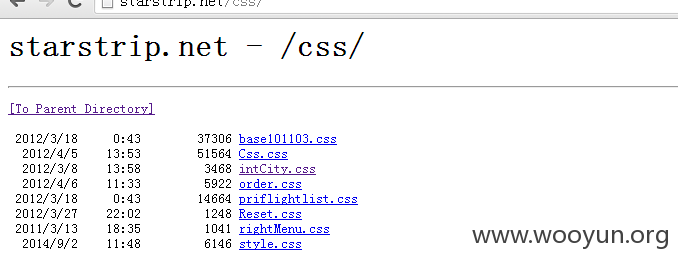 starstrip.net/css/
starstrip.net - /css/
[To Parent Directory]
2012/3/18 0:43 37306 base101103.css
2012/4/5 13:53 51564 Css.css
2012/3/8 13:58 3468 intCity.css
2012/4/6 11:33 5922 order.css
2012/3/18 0:43 14664 priflightlist.css
2012/3/27 22:02 1248 Reset.css
2011/3/13 18:35 1041 rightMenu.css
2014/9/2 11:48 6146 style.css
www.wooyun.org